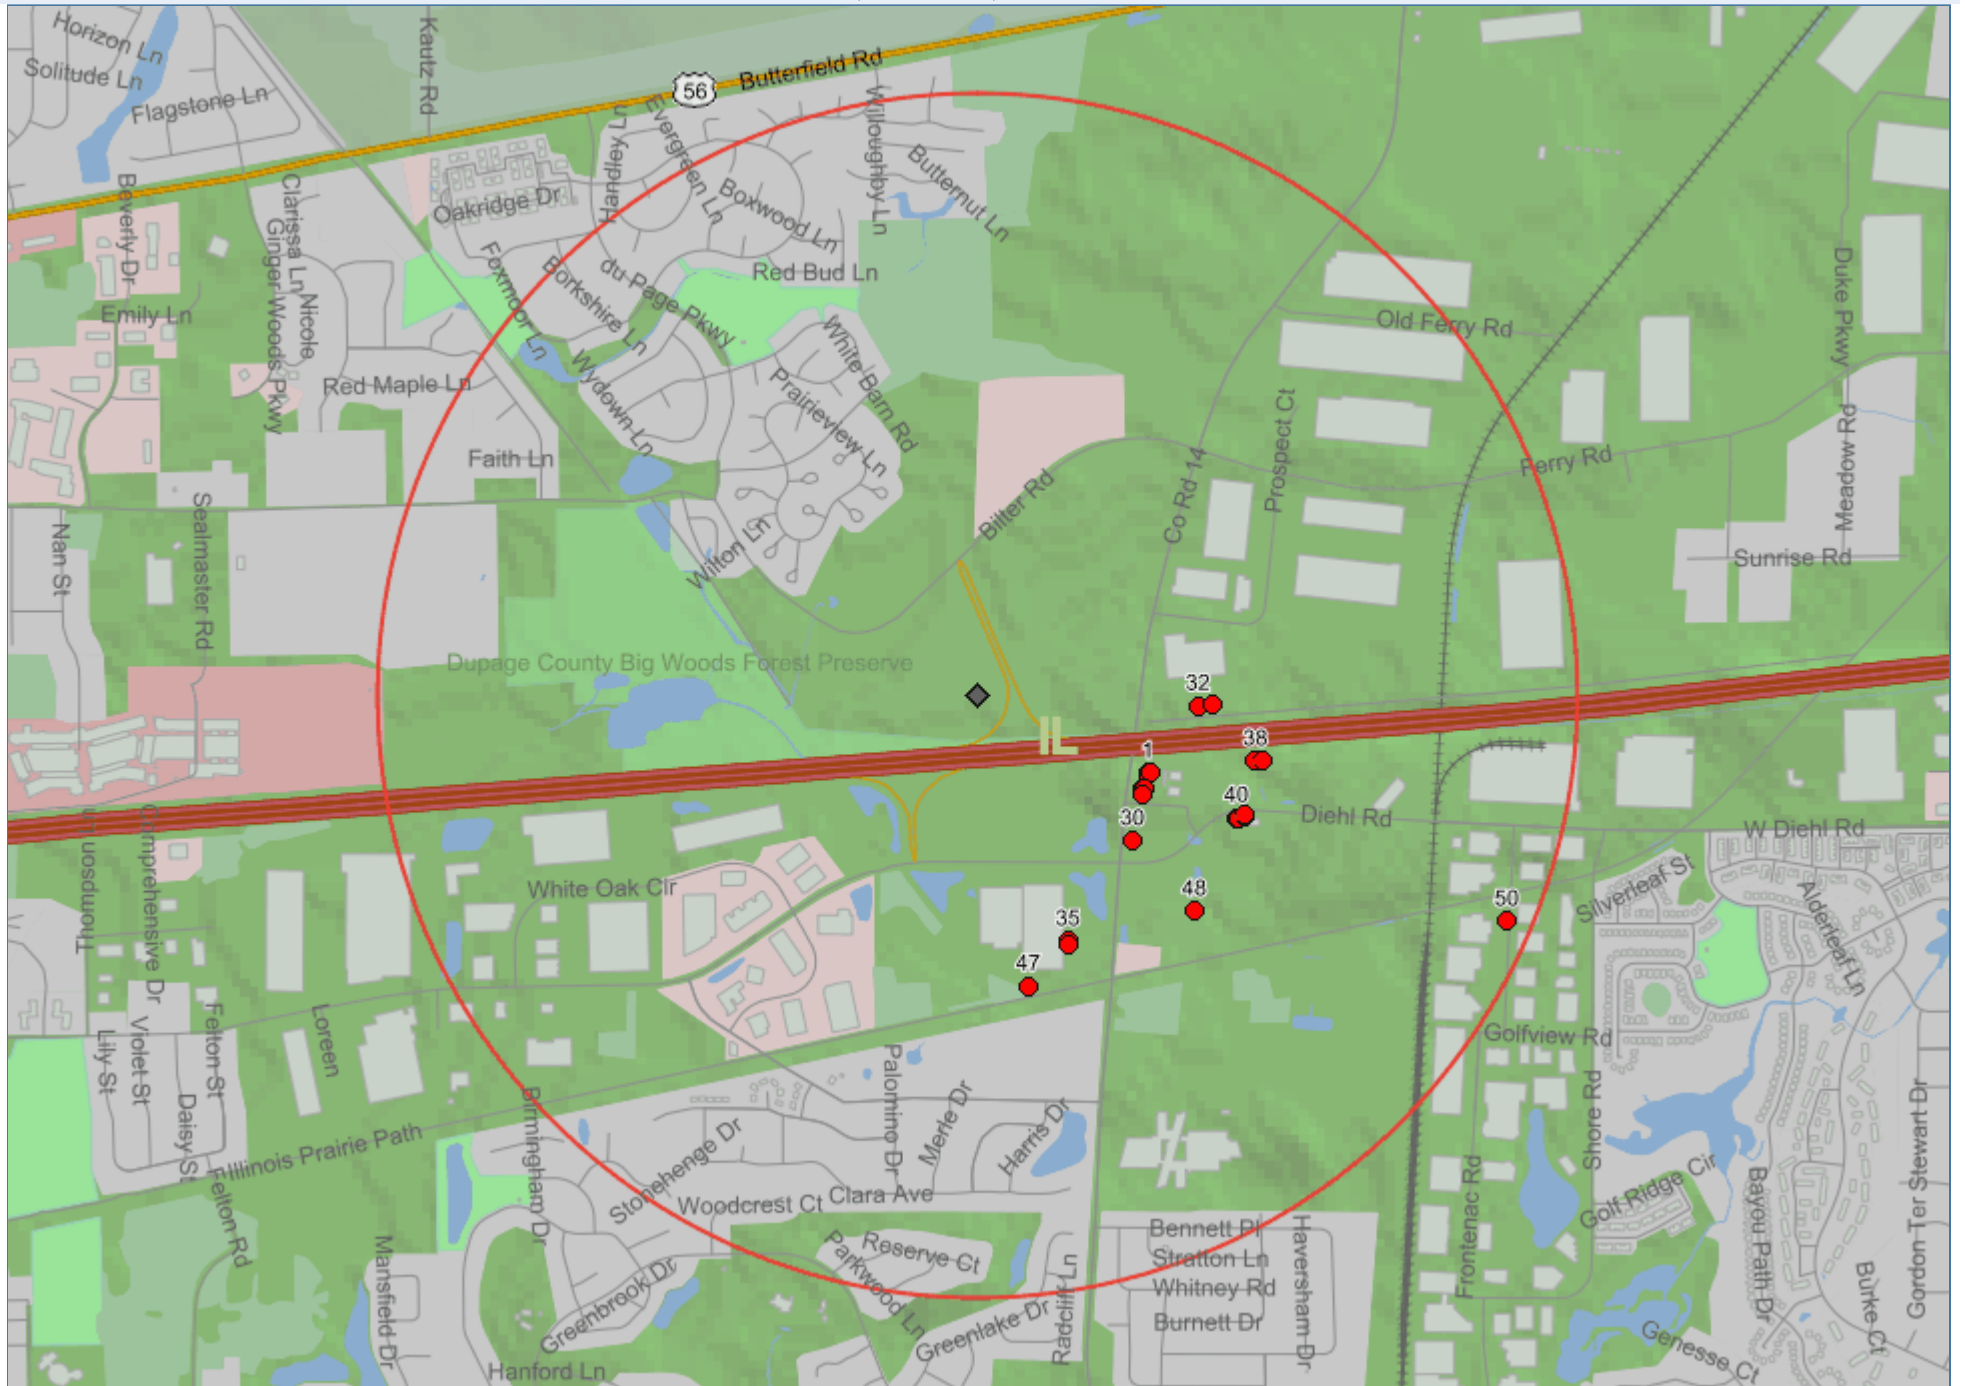 Horizon Ln
Solitude Ln
Flagstone Ln
Kautz Rd
56
Butterfield Rd
Handley Ln
Evergreen Ln
Willoughby Ln
Butternut Ln
Boxwood Ln
Oakridge Dr
Beverly Dr
Clarissa Ln
Ginger Woods Pkwy
Nicole
Emily Ln
Foxmoor Ln
Borkshire Ln
du Page Pkwy
Red Bud Ln
Old Ferry Rd
Duke Pkwy
Red Maple Ln
Wydown Ln
White Barn Rd
Prairieview Ln
Faith Ln
Prospect Ct
Co Rd 14
Ferry Rd
Meadow Rd
Bilter Rd
Sealmaster Rd
Nan St
Wilton Ln
Sunrise Rd
Dupage County Big Woods Forest Preserve
IL
32
38
1
40
30
Diehl Rd
W Diehl Rd
Thompson Ln
Comprehensive Dr
White Oak Cir
48
50
35
47
Silverleaf St
Alderleaf Ln
Golfview Rd
Lily St
Violet St
Felton St
Daisy St
Loreen
Illinois Prairie Path
Felton Rd
Birmingham Dr
Palomino Dr
Merle Dr
Harris Dr
Stonehenge Dr
Woodcrest Ct
Clara Ave
Shore Rd
Golf Ridge Cir
Frontenac Rd
Bayou Path Dr
Gordon Ter
Stewart Dr
Bennett Pl
Stratton Ln
Whitney Rd
Burnett Dr
Haversham Dr
Reserve Ct
Parkwood Ln
Greenlake Dr
Radcliff Ln
Mansfield Dr
Greenbrook Dr
Hanford Ln
Burke Ct
Genesse Ct